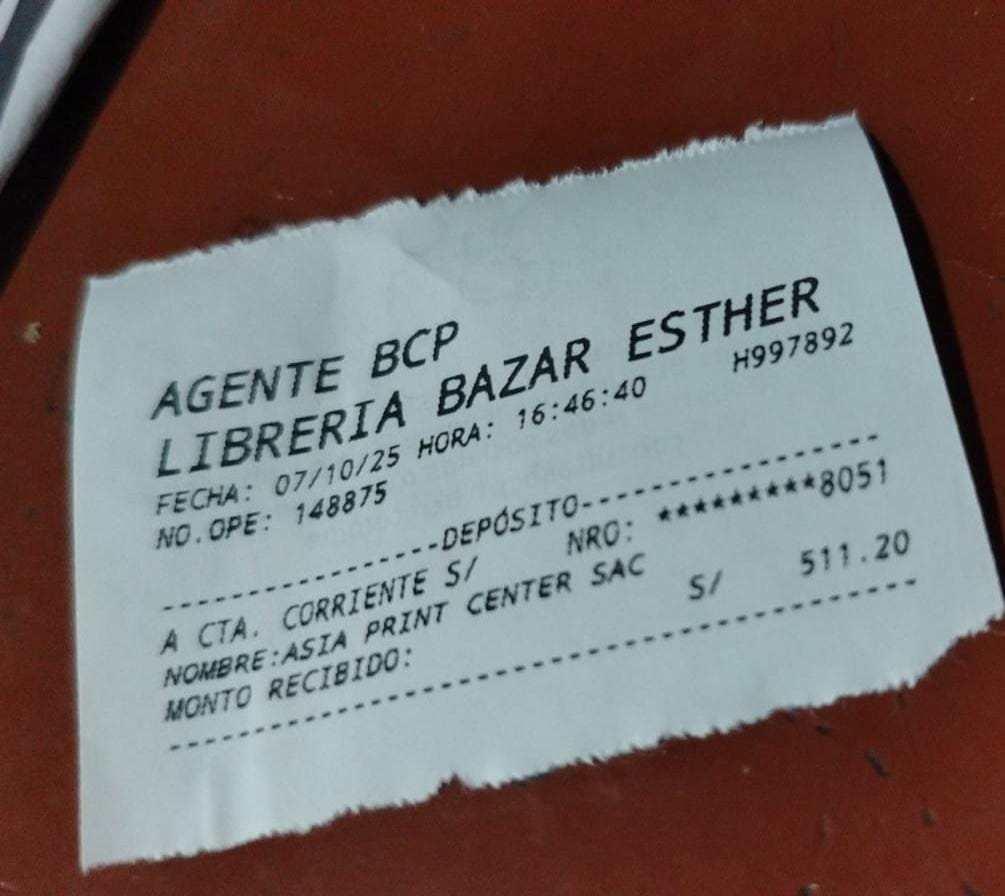 AGENTE BCP
LIBRERIA BAZAR ESTHER
FECHA: 07/10/25 HORA: 16:46:40 H997892
NO.OPE: 148875
----------------DEPÓSITO-----------------
A CTA. CORRIENTE S/ NRO: *********8051
NOMBRE:ASIA PRINT CENTER SAC
MONTO RECIBIDO: S/ 511.20
-----------------------------------------